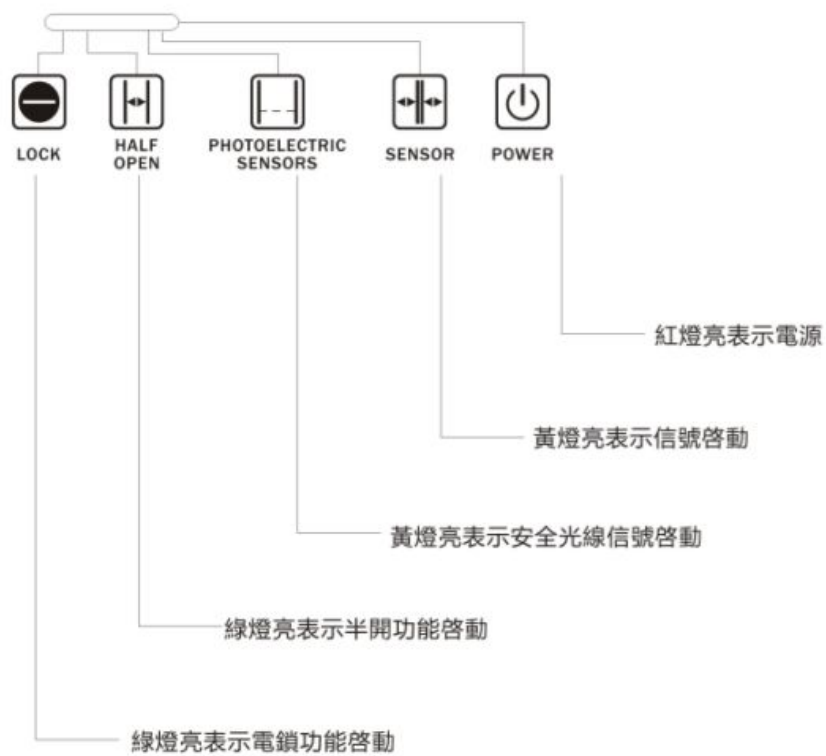 LOCK
HALF
OPEN
PHOTOELECTRIC
SENSORS
SENSOR
POWER
紅燈亮表示電源
黃燈亮表示信號啓動
黃燈亮表示安全光線信號啓動
綠燈亮表示半開功能啓動
綠燈亮表示電鎖功能啓動